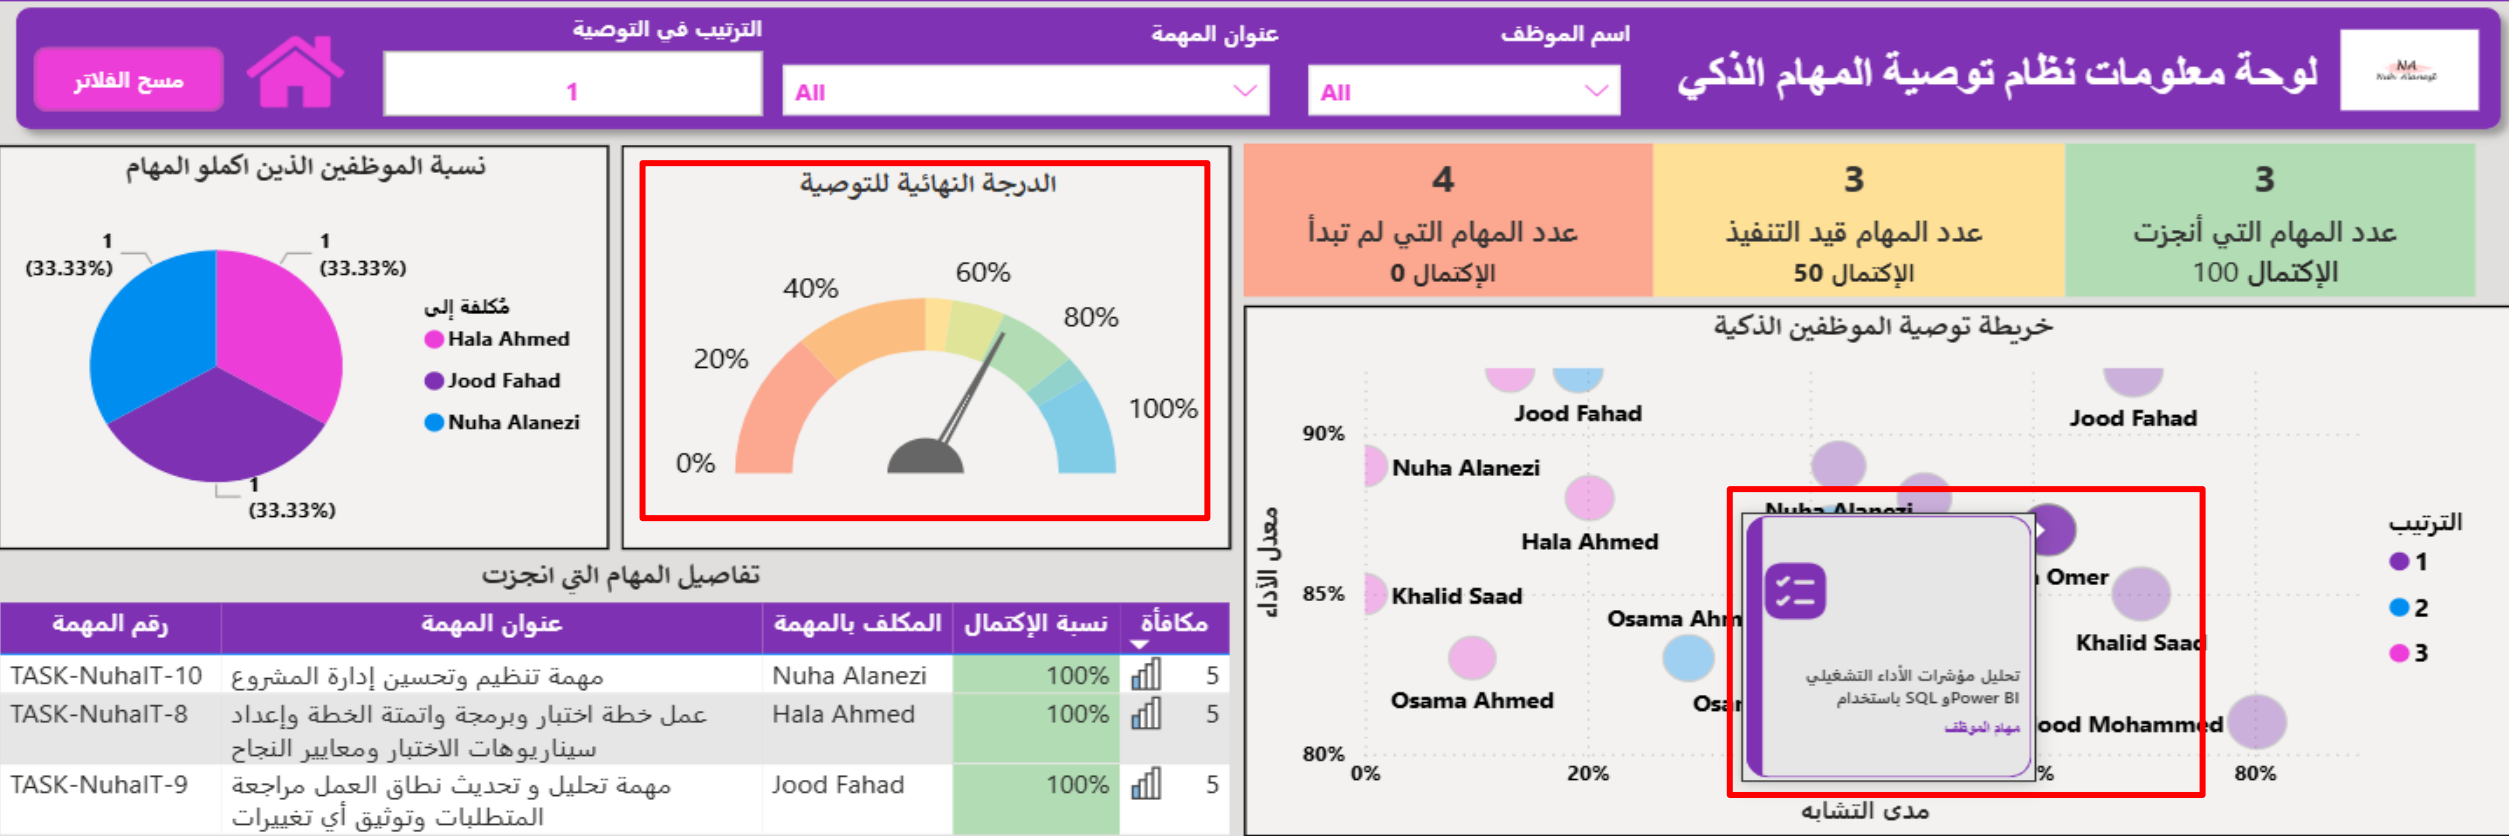 لوحة معلومات نظام توصية المهام الذكي
NA
اسم الموظف
All
عنوان المهمة
All
الترتيب في التوصية
1
مسح الفلاتر
3
عدد المهام التي أنجزت
الإكتمال 100
3
عدد المهام قيد التنفيذ
الإكتمال 50
4
عدد المهام التي لم تبدأ
الإكتمال 0
الدرجة النهائية للتوصية
0%
20%
40%
60%
80%
100%
نسبة الموظفين الذين اكملو المهام
1
(33.33%)
1
(33.33%)
1
(33.33%)
مُكلفة إلى
Hala Ahmed
Jood Fahad
Nuha Alanezi
خريطة توصية الموظفين الذكية
معدل الآداء
90%
85%
80%
Jood Fahad
Jood Fahad
Nuha Alanezi
Nuha Alanezi
Hala Ahmed
Omer
Khalid Saad
Osama Ahm
Khalid Saad
Osama Ahmed
Osa
ood Mohammed
تحليل مؤشرات الأداء التشغيلي
باستخدام SQL وPower BI
مهام الموظف
0%
20%
%
80%
مدى التشابه
الترتيب
1
2
3
تفاصيل المهام التي انجزت
مكافأة نسبة الإكتمال المكلف بالمهمة عنوان المهمة رقم المهمة
TASK-NuhaIT-10 مهمة تنظيم وتحسين إدارة المشروع Nuha Alanezi 100% 5
TASK-NuhaIT-8 عمل خطة اختبار وبرمجة واتمتة الخطة وإعداد Hala Ahmed 100% 5
سيناريوهات الاختبار ومعايير النجاح
TASK-NuhaIT-9 مهمة تحليل و تحديث نطاق العمل مراجعة Jood Fahad 100% 5
المتطلبات وتوثيق أي تغييرات